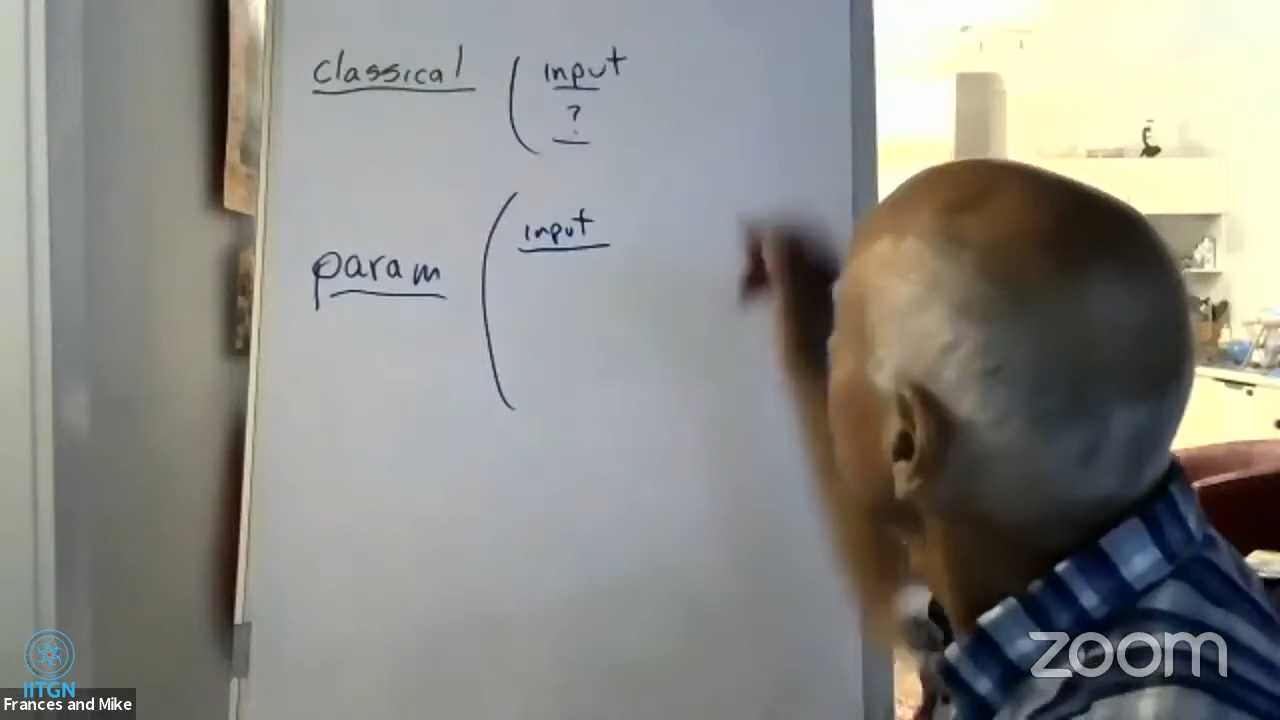 classical ( input
?
param ( input
zoom
IITGN
Frances and Mike